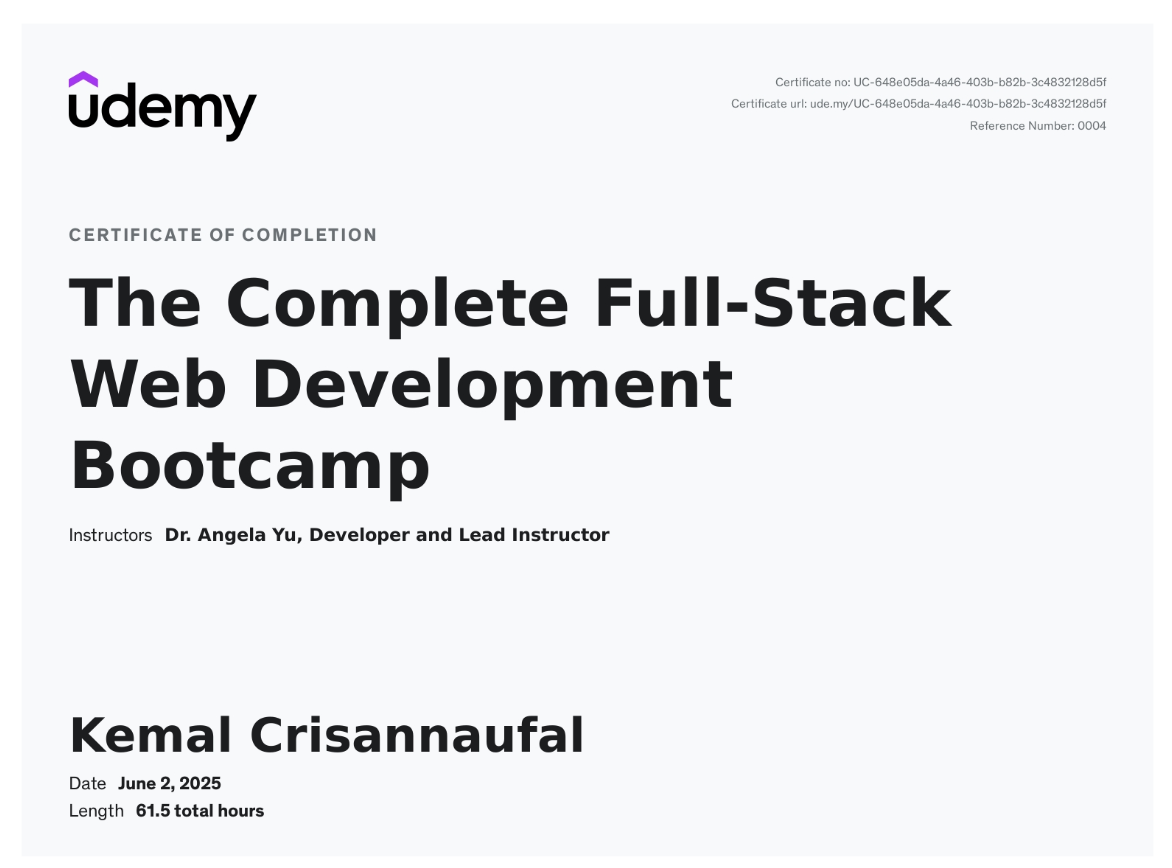 udemy
Certificate no: UC-648e05da-4a46-403b-b82b-3c4832128d5f
Certificate url: ude.my/UC-648e05da-4a46-403b-b82b-3c4832128d5f
Reference Number: 0004
CERTIFICATE OF COMPLETION
The Complete Full-Stack
Web Development
Bootcamp
Instructors Dr. Angela Yu, Developer and Lead Instructor
Kemal Crisannaufal
Date June 2, 2025
Length 61.5 total hours